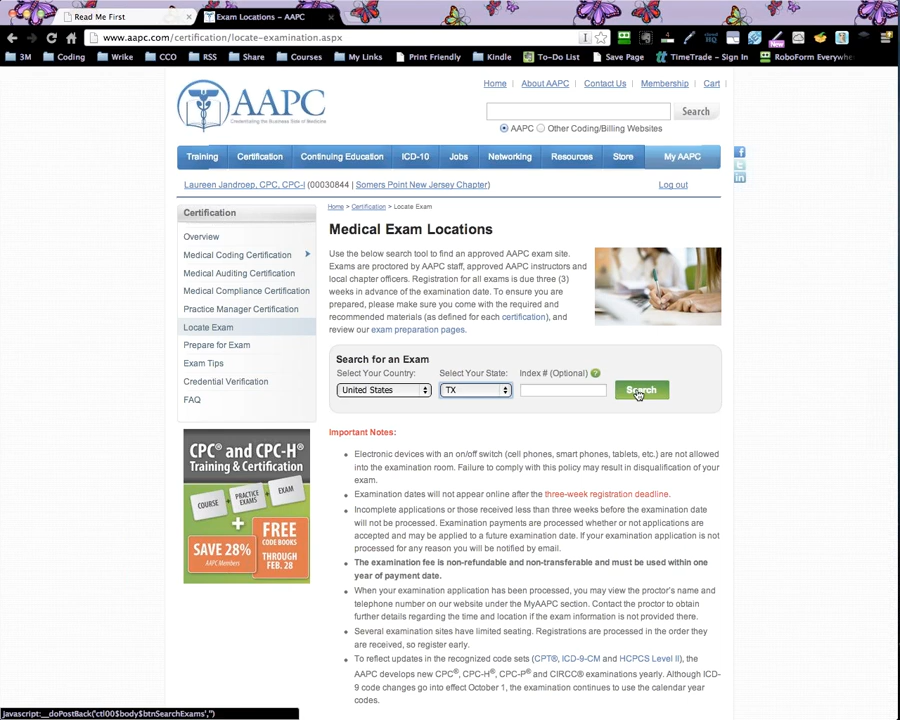 Read Me First
Exam Locations – AAPC
www.aapc.com/certification/locate-examination.aspx
3M Coding Wrike CCO RSS Share Courses My Links Print Friendly Kindle To-Do List Save Page TimeTrade – Sign In RoboForm Everywhe
AAPC
Credentialing the Business Side of Medicine
Home About AAPC Contact Us Membership Cart
Search
AAPC Other Coding/Billing Websites
Training Certification Continuing Education ICD-10 Jobs Networking Resources Store My AAPC
Laureen Jandroep, CPC, CPC-I (00030844 | Somers Point New Jersey Chapter)
Log out
Certification
Overview
Medical Coding Certification
Medical Auditing Certification
Medical Compliance Certification
Practice Manager Certification
Locate Exam
Prepare for Exam
Exam Tips
Credential Verification
FAQ
CPC® and CPC-H®
Training & Certification
COURSE + PRACTICE EXAMS + EXAM
+
SAVE 28%
AAPC Members
FREE
CODE BOOKS
THROUGH
FEB. 28
Home > Certification > Locate Exam
Medical Exam Locations
Use the below search tool to find an approved AAPC exam site.
Exams are proctored by AAPC staff, approved AAPC instructors and
local chapter officers. Registration for all exams is due three (3)
weeks in advance of the examination date. To ensure you are
prepared, please make sure you come with the required and
recommended materials (as defined for each certification), and
review our exam preparation pages.
Search for an Exam
Select Your Country: Select Your State: Index # (Optional) ?
United States TX Search
Important Notes:
Electronic devices with an on/off switch (cell phones, smart phones, tablets, etc.) are not allowed
into the examination room. Failure to comply with this policy may result in disqualification of your
exam.
Examination dates will not appear online after the three-week registration deadline.
Incomplete applications or those received less than three weeks before the examination date
will not be processed. Examination payments are processed whether or not applications are
accepted and may be applied to a future examination date. If your examination application is not
processed for any reason you will be notified by email.
The examination fee is non-refundable and non-transferable and must be used within one
year of payment date.
When your examination application has been processed, you may view the proctor's name and
telephone number on our website under the MyAAPC section. Contact the proctor to obtain
further details regarding the time and location if the exam information is not provided there.
Several examination sites have limited seating. Registrations are processed in the order they
are received, so register early.
To reflect updates in the recognized code sets (CPT®, ICD-9-CM and HCPCS Level II), the
AAPC develops new CPC®, CPC-H®, CPC-P® and CIRCC® examinations yearly. Although ICD-
9 code changes go into effect October 1, the examination continues to use the calendar year
codes.
javascript:__doPostBack('ctl00$body$btnSearchExams','')